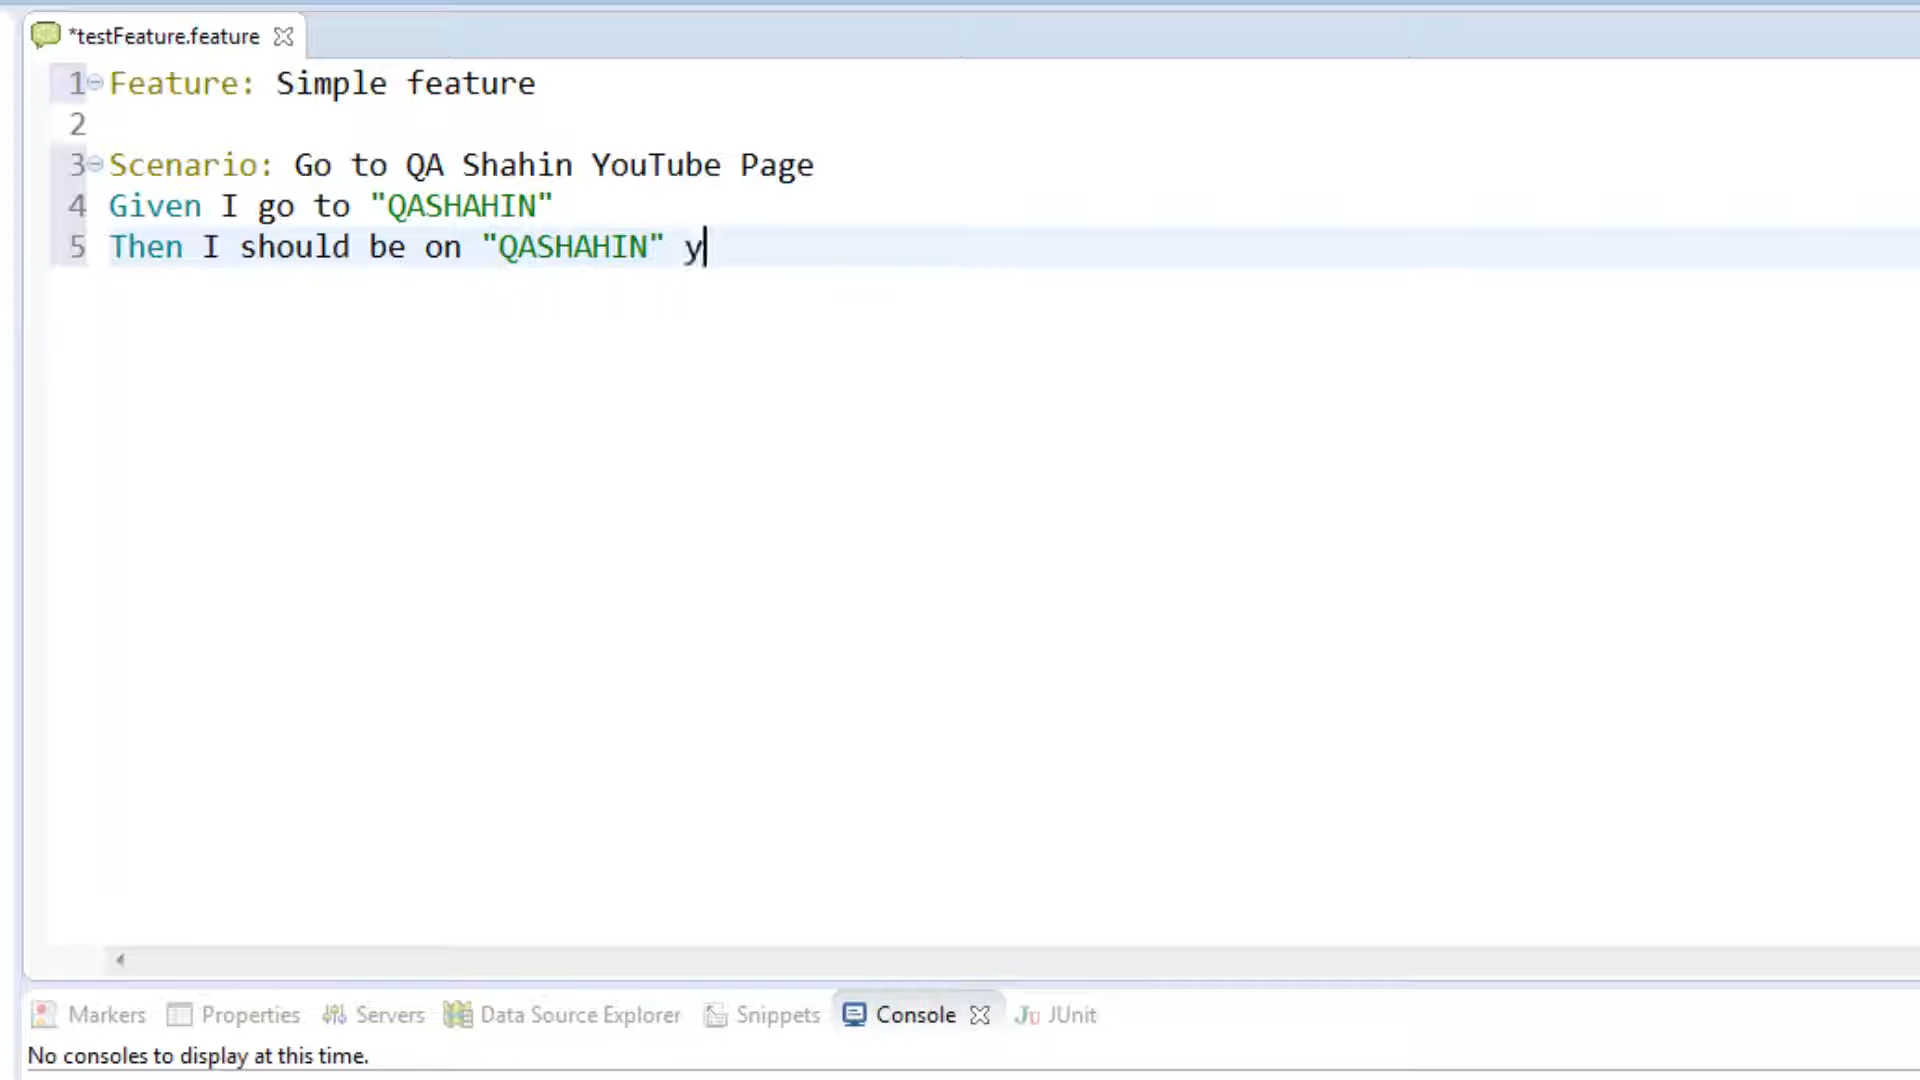 *testFeature.feature
1 Feature: Simple feature
2
3 Scenario: Go to QA Shahin YouTube Page
4 Given I go to "QASHAHIN"
5 Then I should be on "QASHAHIN" y
Markers Properties Servers Data Source Explorer Snippets Console Ju JUnit
No consoles to display at this time.